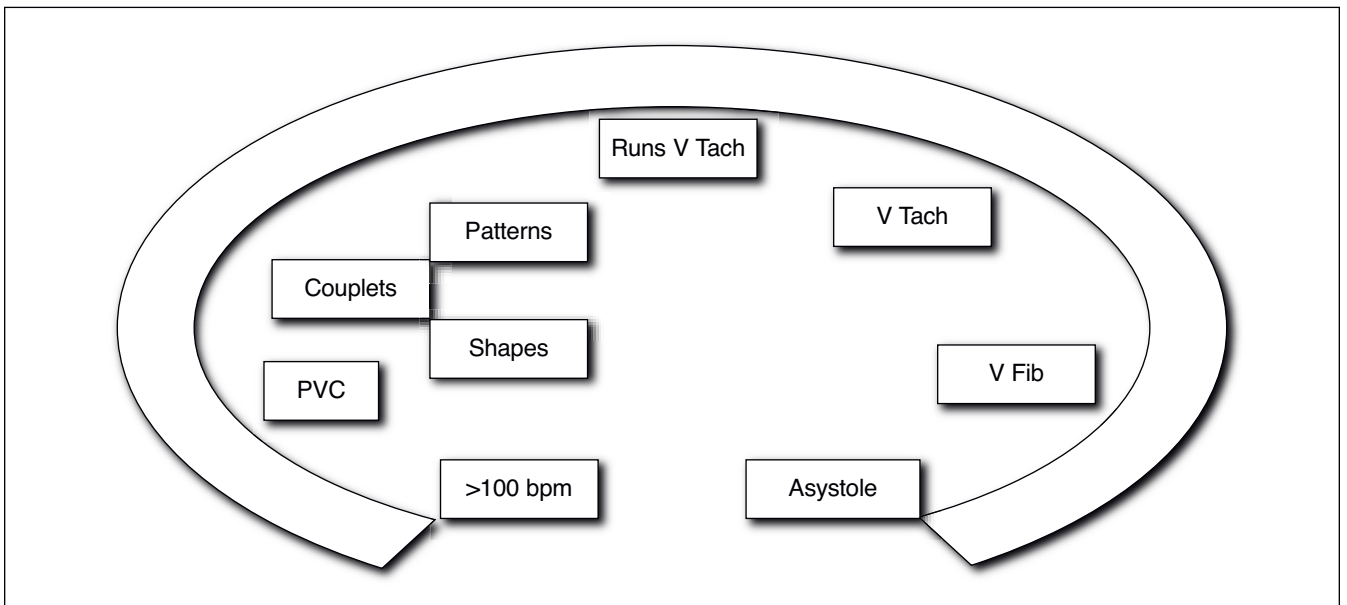 Runs V Tach
V Tach
Patterns
Couplets
Shapes
V Fib
PVC
>100 bpm
Asystole